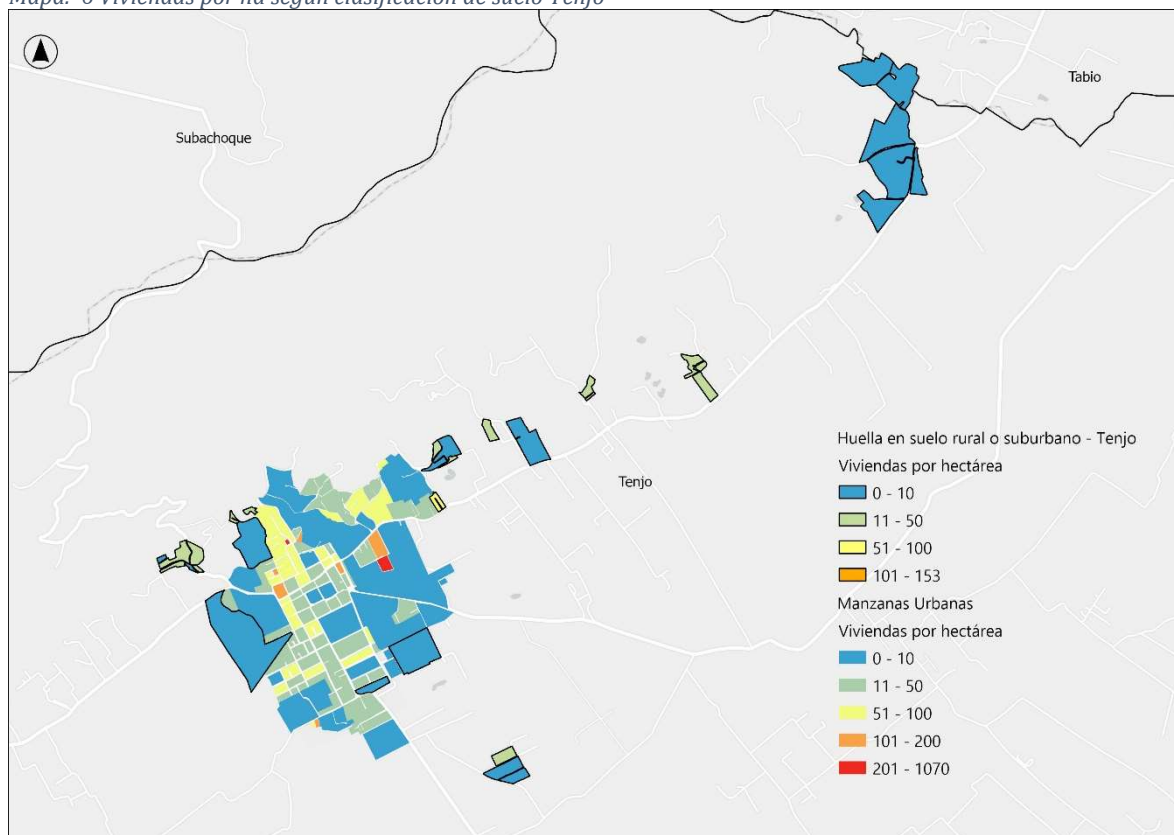 Mapa. 6 Viviendas por ha según clasificación de suelo Tenjo
Tabio
Subachoque
Tenjo
Huella en suelo rural o suburbano - Tenjo
Viviendas por hectárea
0 - 10
11 - 50
51 - 100
101 - 153
Manzanas Urbanas
Viviendas por hectárea
0 - 10
11 - 50
51 - 100
101 - 200
201 - 1070